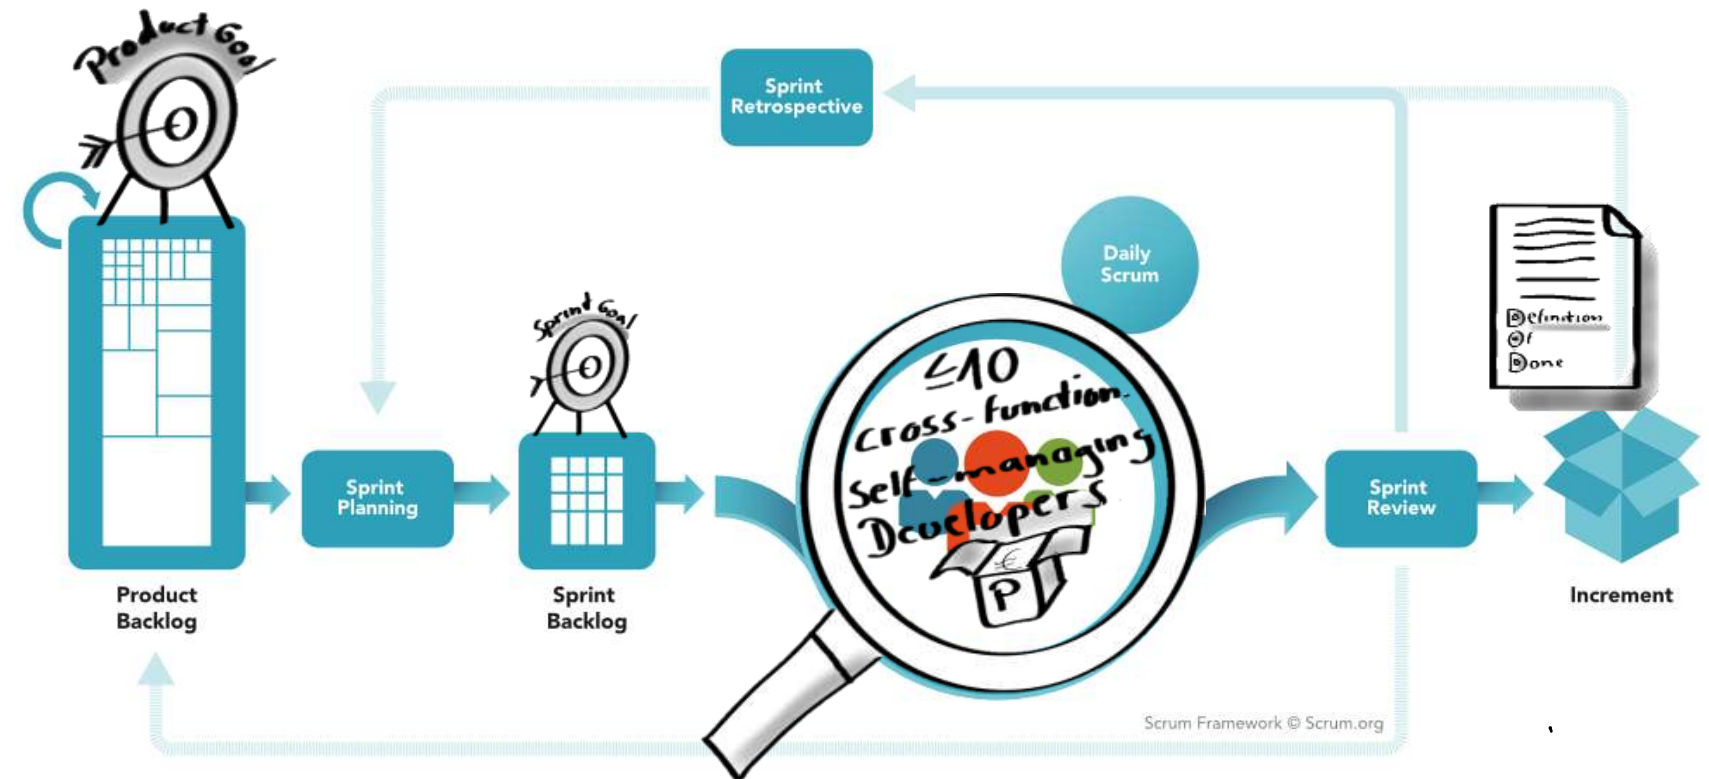 Product Goal
Sprint
Retrospective
Daily
Scrum
Sprint Goal
≤10
cross-function.
Self-managing
Developers
€
P
Definition
Of
Done
Sprint
Planning
Sprint
Review
Product
Backlog
Sprint
Backlog
Increment
Scrum Framework © Scrum.org